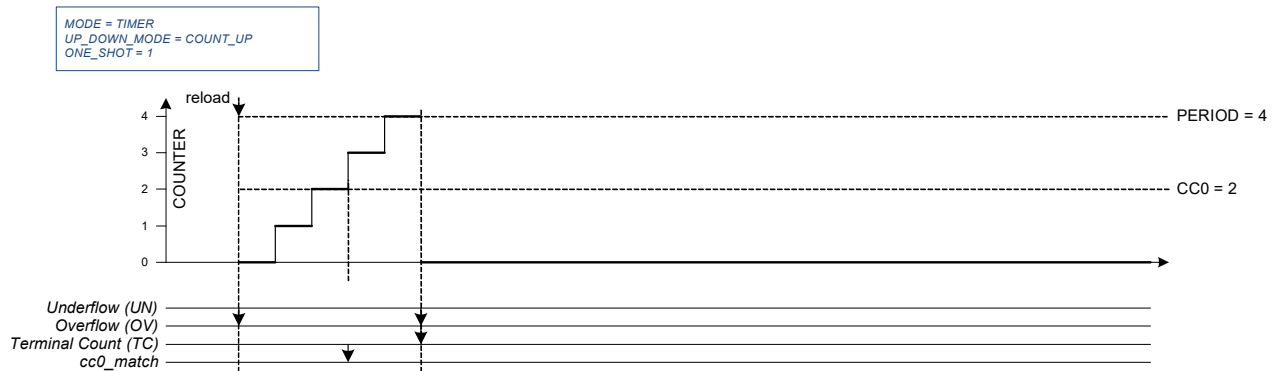 MODE = TIMER
UP_DOWN_MODE = COUNT_UP
ONE_SHOT = 1
reload
4
PERIOD = 4
3
COUNTER
2
CC0 = 2
1
0
Underflow (UN)
Overflow (OV)
Terminal Count (TC)
cc0_match